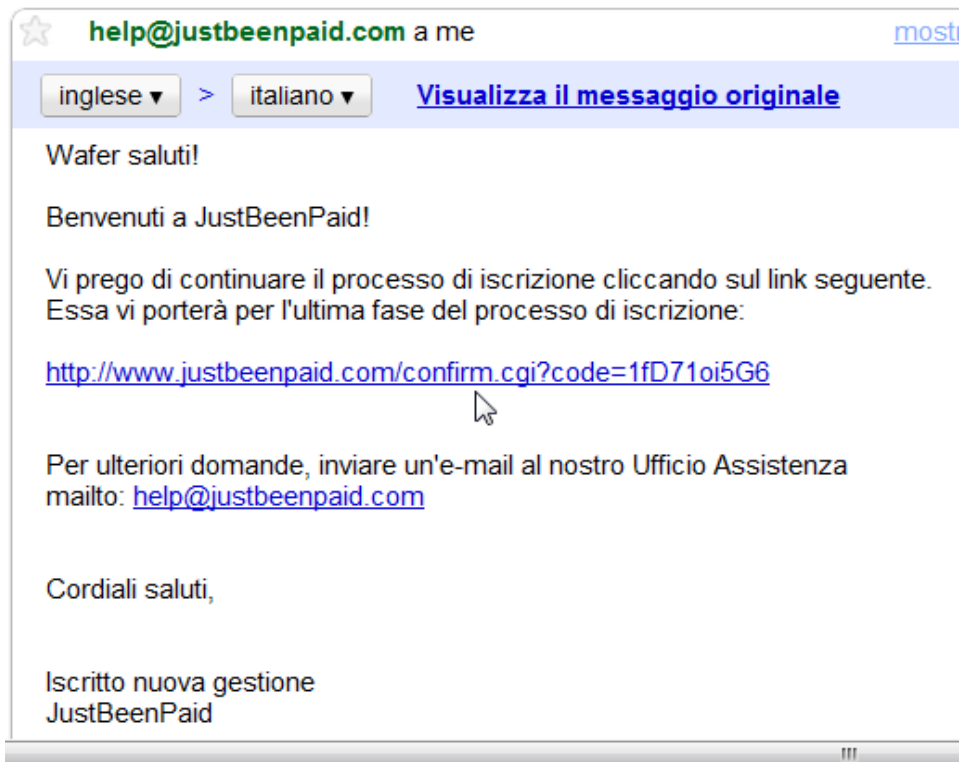 help@justbeenpaid.com a me
inglese ▾ > italiano ▾ Visualizza il messaggio originale
Wafer saluti!
Benvenuti a JustBeenPaid!
Vi prego di continuare il processo di iscrizione cliccando sul link seguente.
Essa vi porterà per l'ultima fase del processo di iscrizione:
http://www.justbeenpaid.com/confirm.cgi?code=1fD71oi5G6
Per ulteriori domande, inviare un'e-mail al nostro Ufficio Assistenza
mailto: help@justbeenpaid.com
Cordiali saluti,
Iscritto nuova gestione
JustBeenPaid